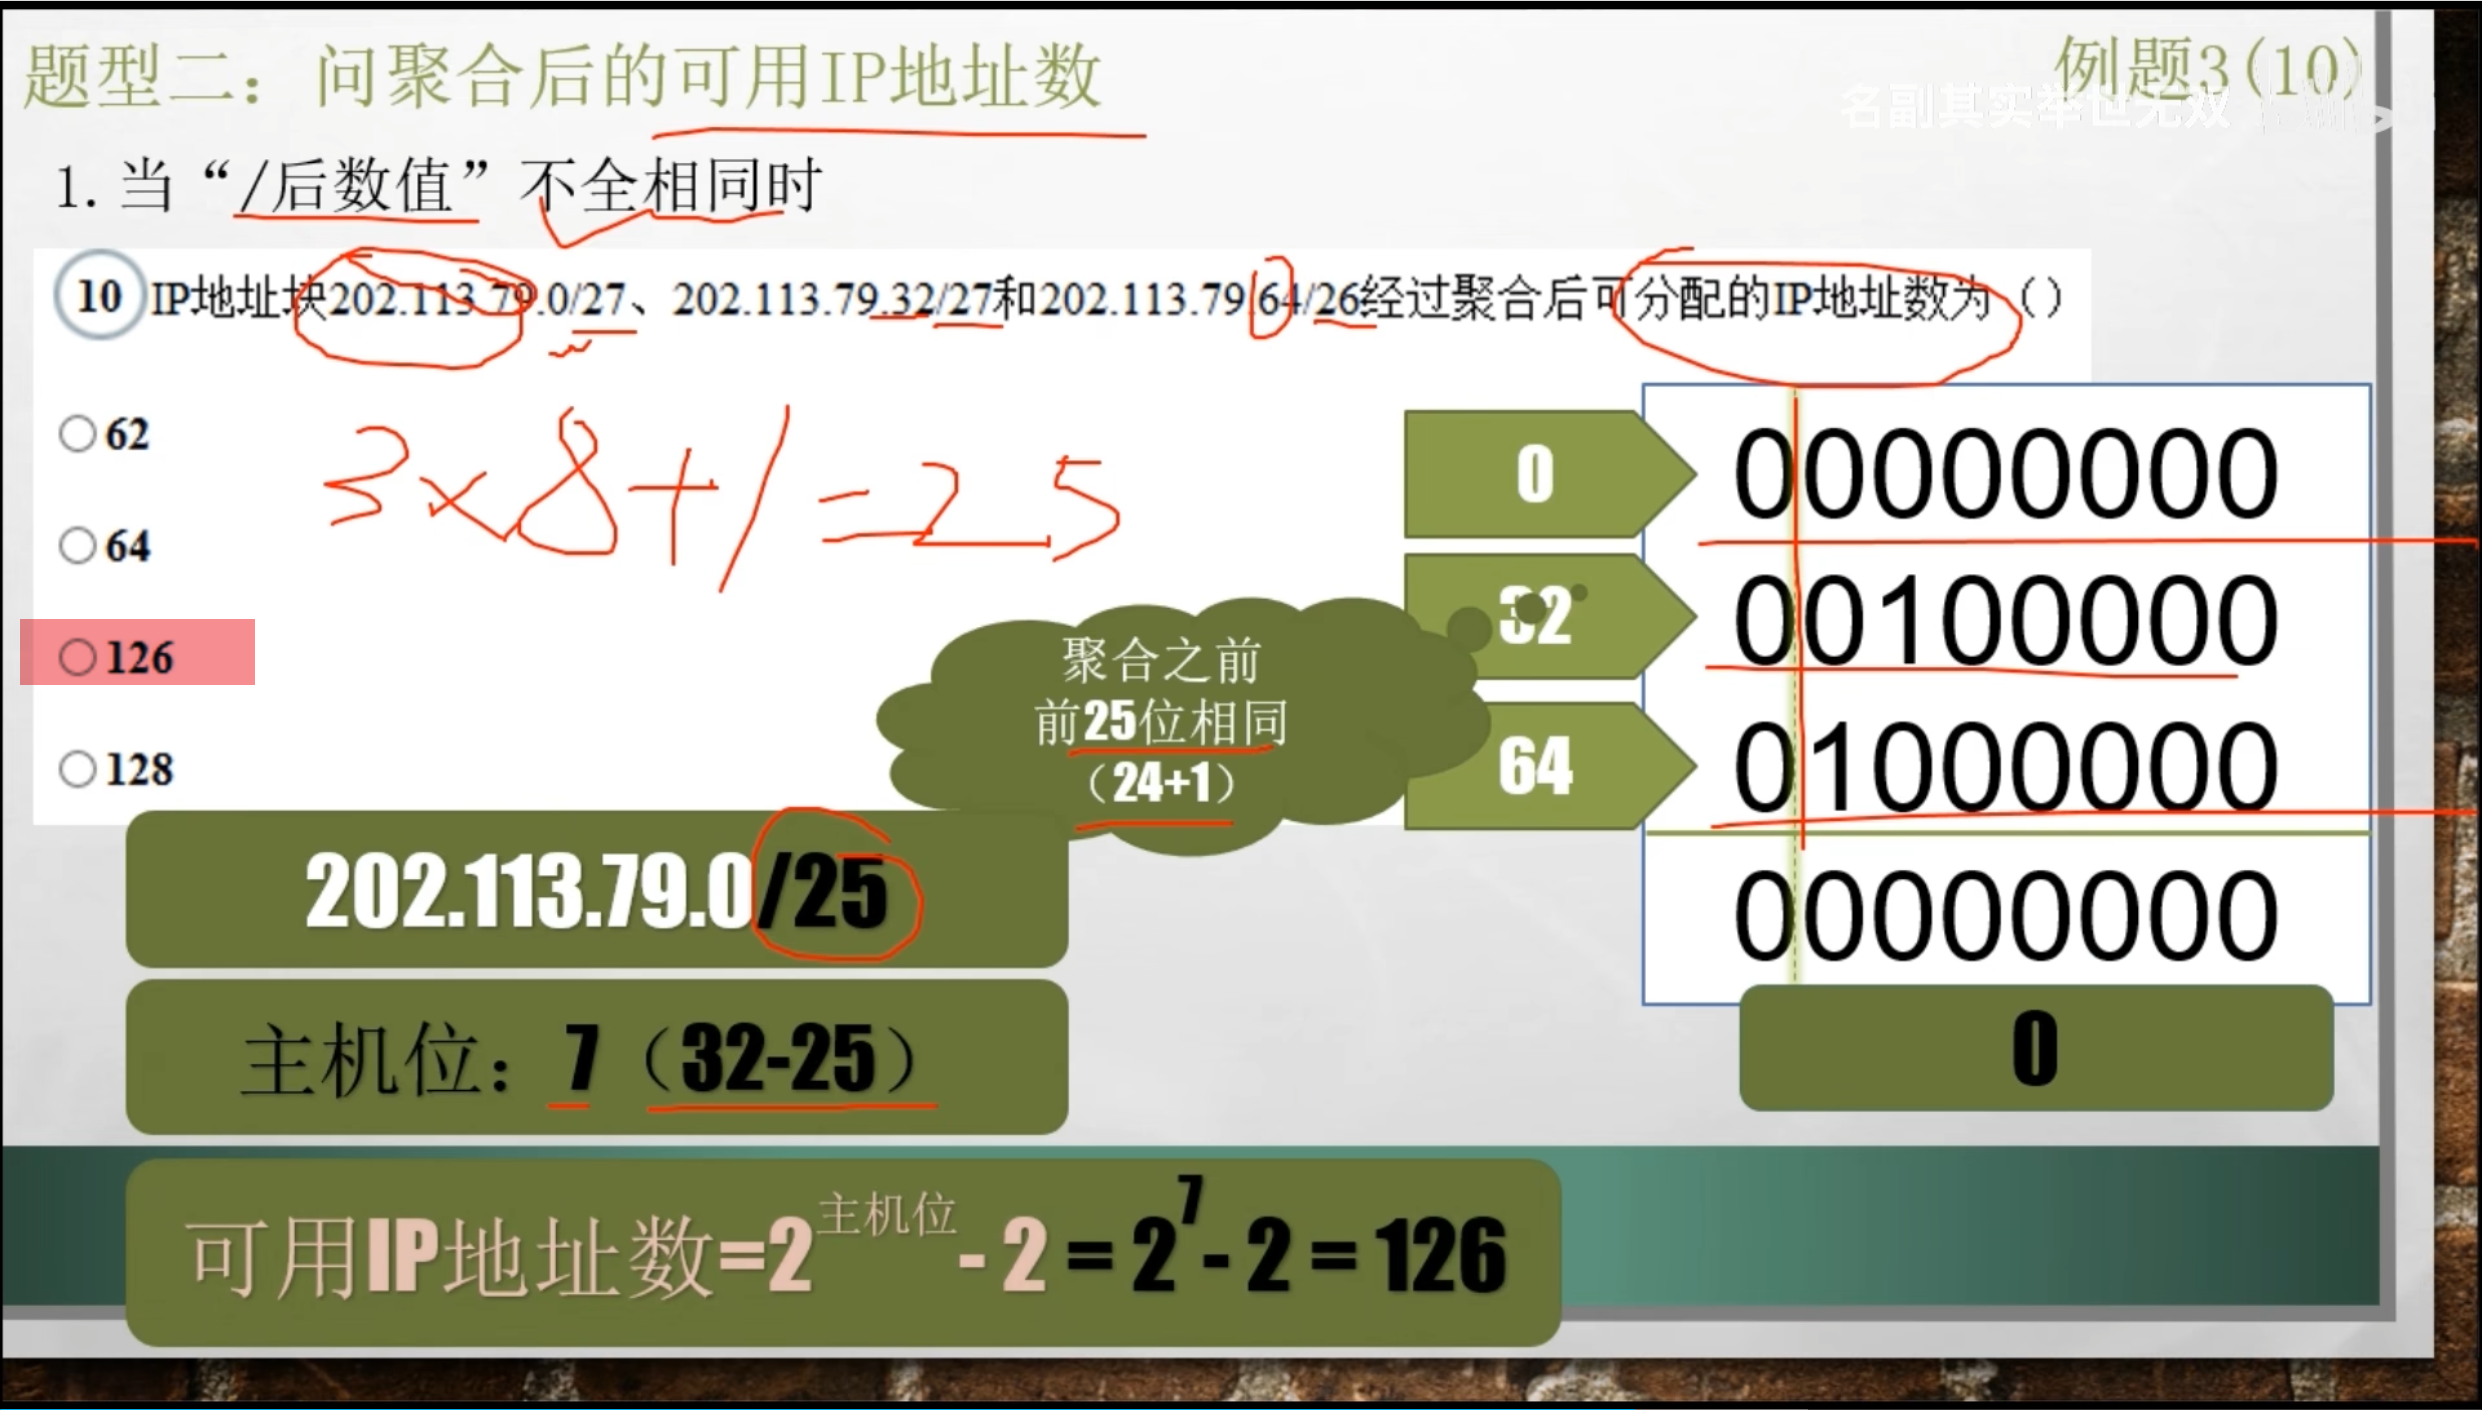 题型二：问聚合后的可用IP地址数
例题3(10)
名副其实举世无双
1.当“/后数值”不全相同时
10 IP地址块202.113.79.0/27、202.113.79.32/27和202.113.79.64/26经过聚合后可分配的IP地址数为（）
62
64
126
128
3×8+1=25
0
00000000
32
00100000
64
01000000
00000000
0
聚合之前
前25位相同
（24+1）
202.113.79.0/25
主机位：7（32-25）
可用IP地址数=2主机位-2=27-2=126